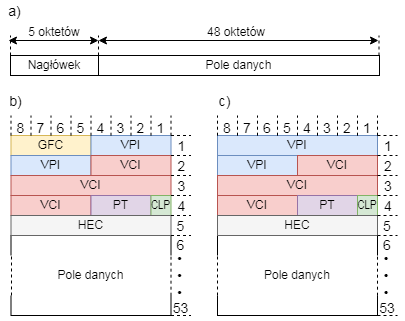 a)
5 oktetów 48 oktetów
Nagłówek Pole danych
b) c)
8 7 6 5 4 3 2 1 8 7 6 5 4 3 2 1
GFC VPI 1 VPI 1
VPI VCI 2 VPI VCI 2
VCI 3 VCI 3
VCI PT CLP 4 VCI PT CLP 4
HEC 5 HEC 5
6 6
Pole danych Pole danych
53 53